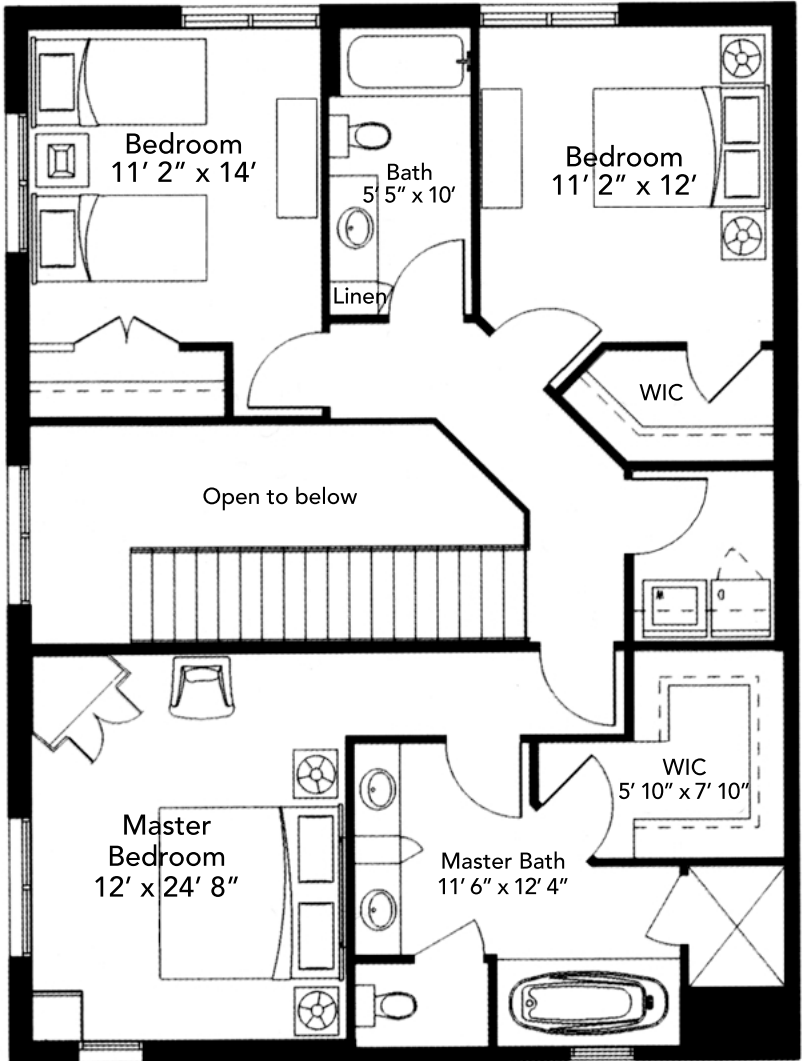 Bedroom
11’ 2” x 14’
Bath
5’ 5” x 10’
Bedroom
11’ 2” x 12’
Linen
WIC
Open to below
W
D
WIC
5’ 10” x 7’ 10”
Master
Bedroom
12’ x 24’ 8”
Master Bath
11’ 6” x 12’ 4”